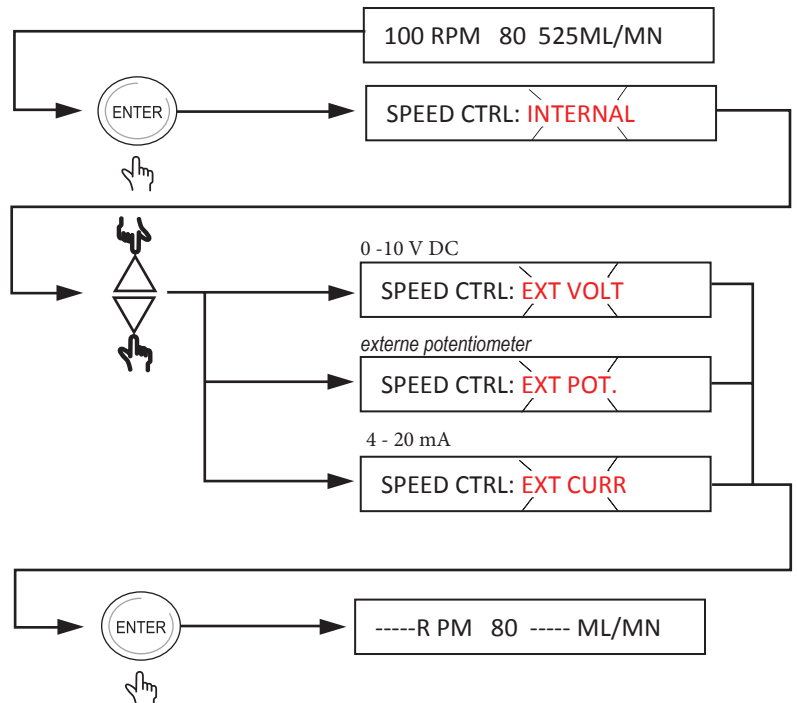 100 RPM 80 525ML/MN
ENTER
SPEED CTRL: INTERNAL
0 -10 V DC
SPEED CTRL: EXT VOLT
externe potentiometer
SPEED CTRL: EXT POT.
4 - 20 mA
SPEED CTRL: EXT CURR
ENTER
-----R PM 80 ----- ML/MN